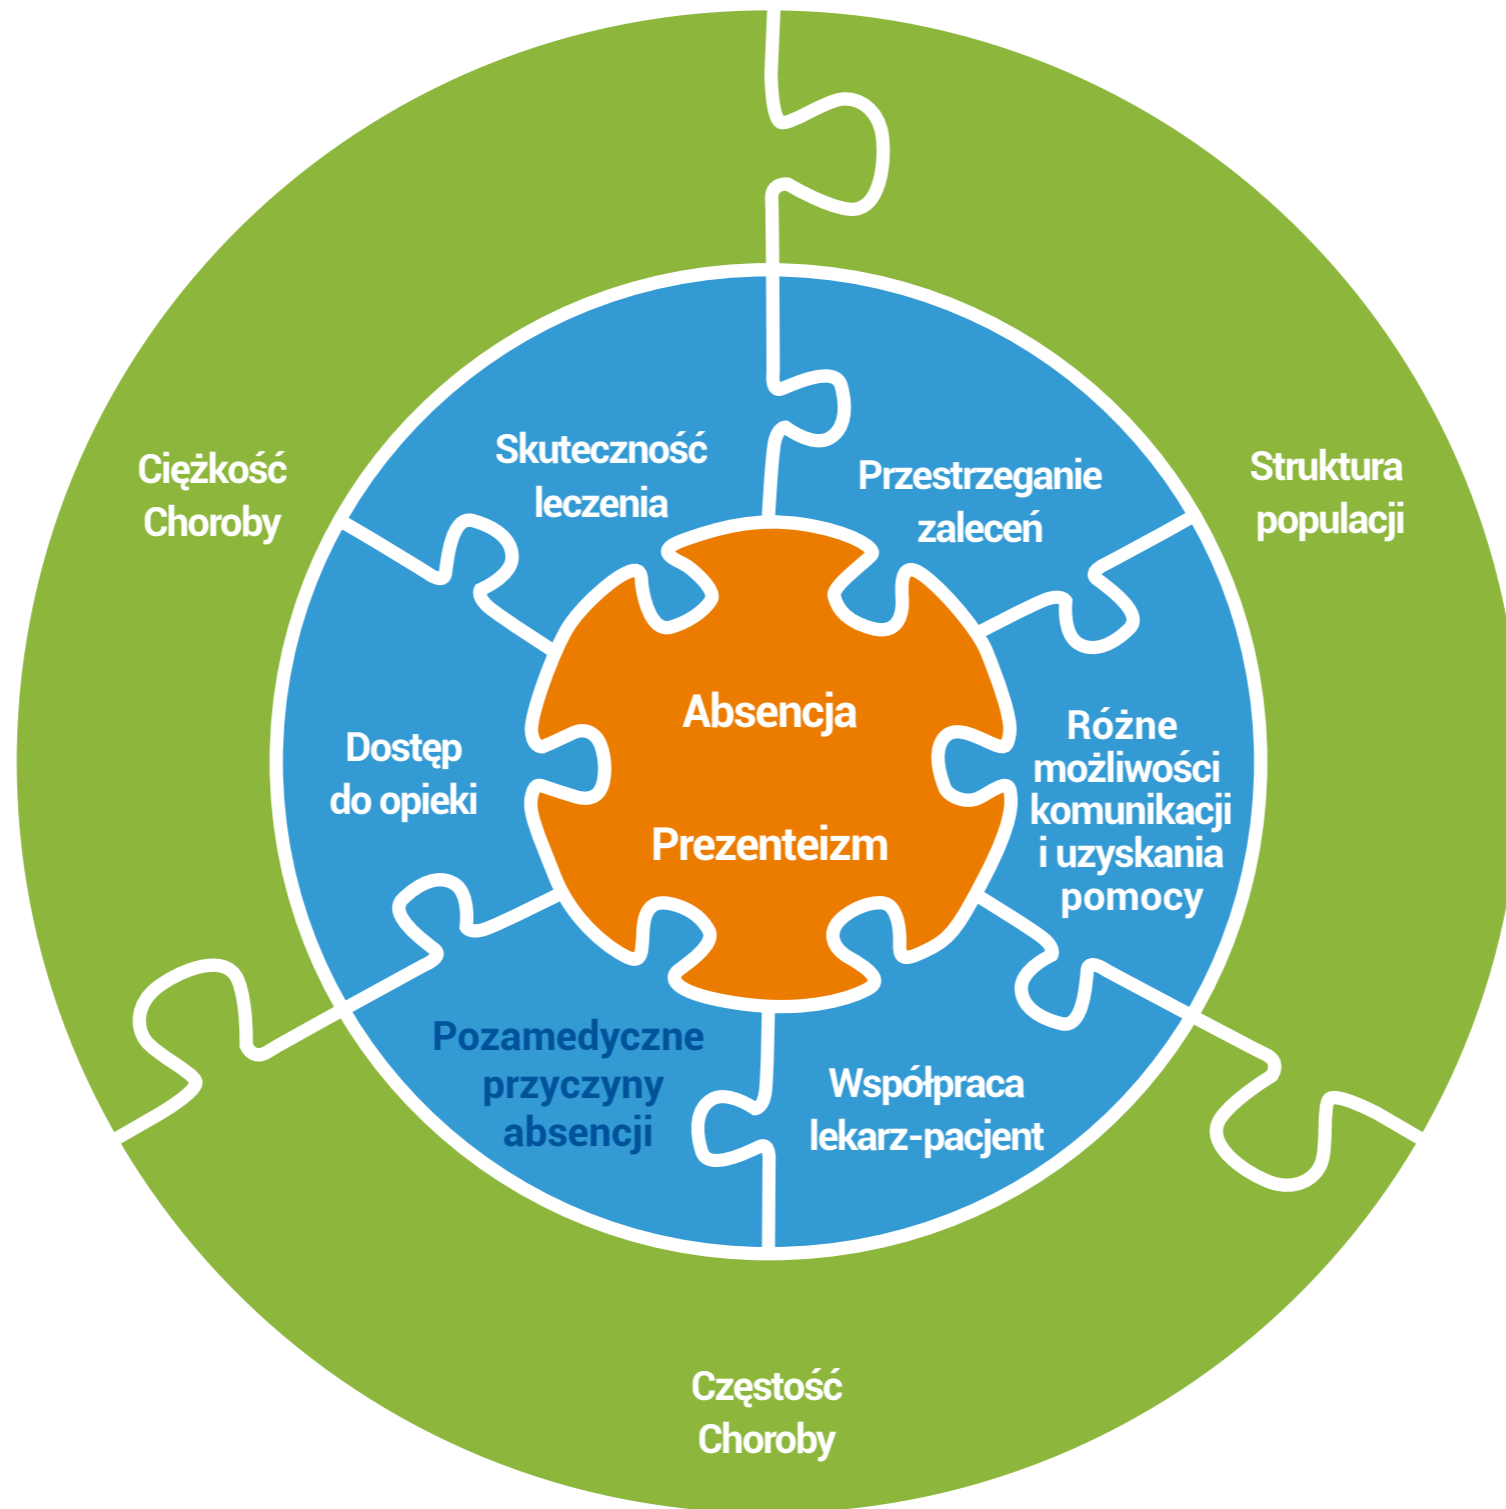 Ciężkość
Choroby
Skuteczność
leczenia
Przestrzeganie
zaleceń
Struktura
populacji
Absencja
Prezenteizm
Dostęp
do opieki
Różne
możliwości
komunikacji
i uzyskania
pomocy
Pozamedyczne
przyczyny
absencji
Współpraca
lekarz-pacjent
Częstość
Choroby